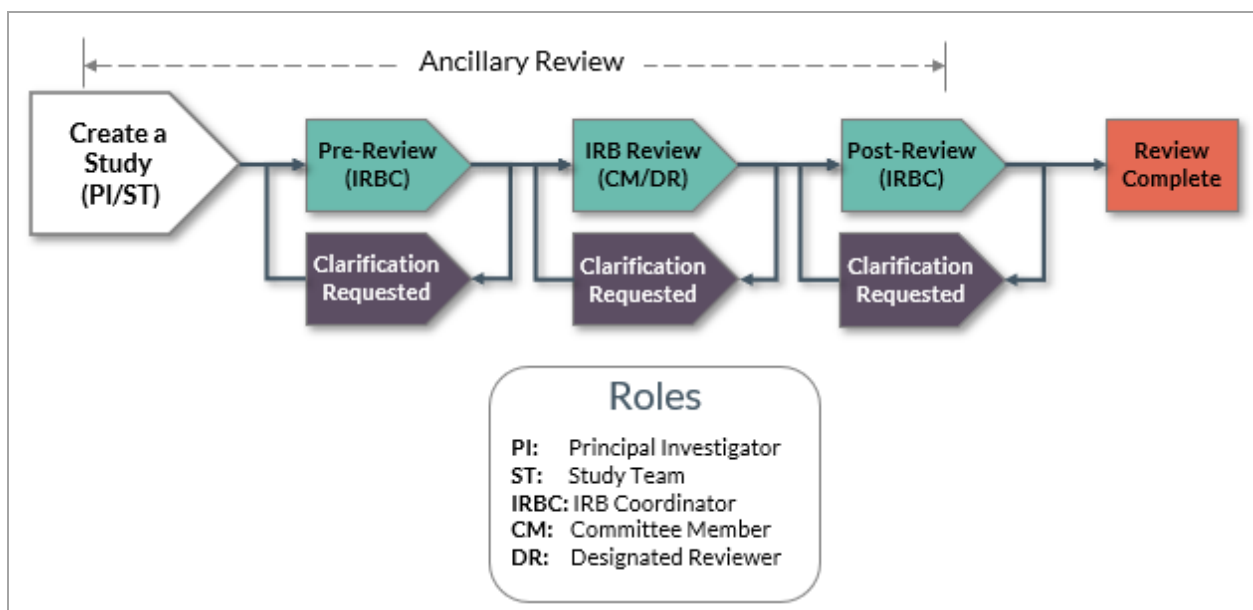 Ancillary Review
Create a
Study
(PI/ST)
Pre-Review
(IRBC)
IRB Review
(CM/DR)
Post-Review
(IRBC)
Review
Complete
Clarification
Requested
Clarification
Requested
Clarification
Requested
Roles
PI: Principal Investigator
ST: Study Team
IRBC: IRB Coordinator
CM: Committee Member
DR: Designated Reviewer